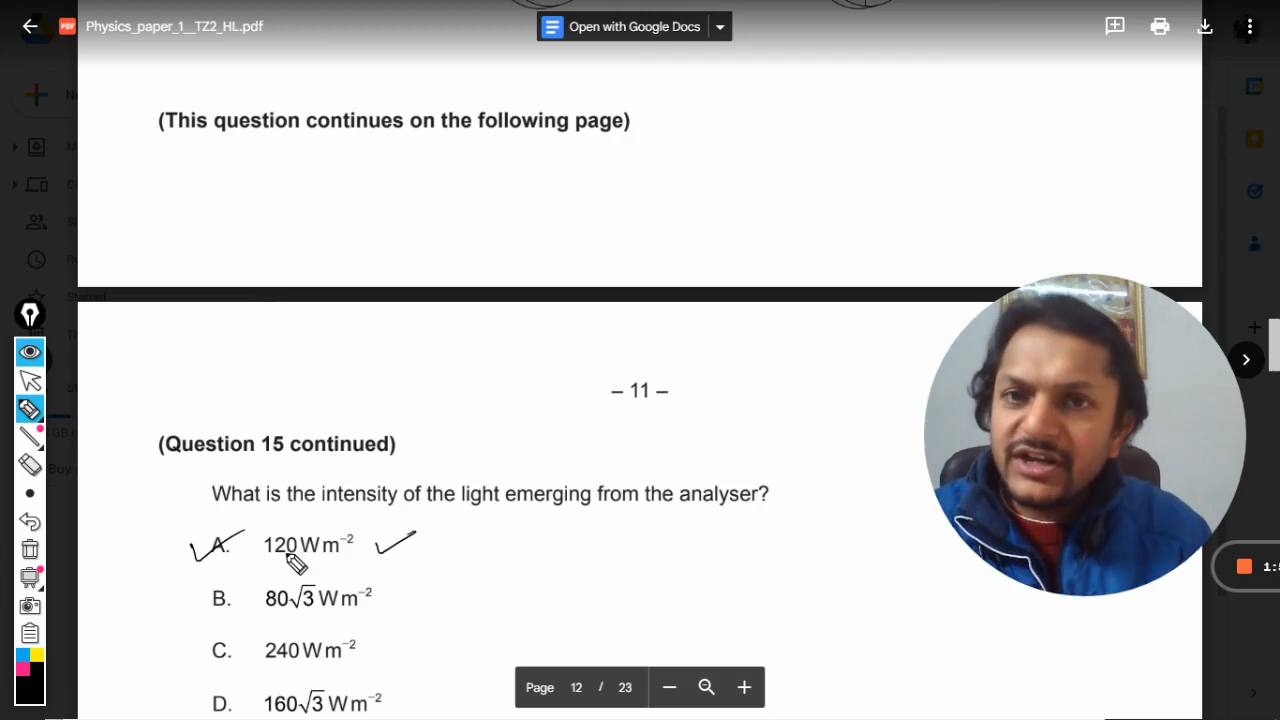 Physics_paper_1__TZ2_HL.pdf
Open with Google Docs
(This question continues on the following page)
– 11 –
(Question 15 continued)
What is the intensity of the light emerging from the analyser?
A. 120 W m⁻²
B. 80√3 W m⁻²
C. 240 W m⁻²
D. 160√3 W m⁻²
Page 12 / 23